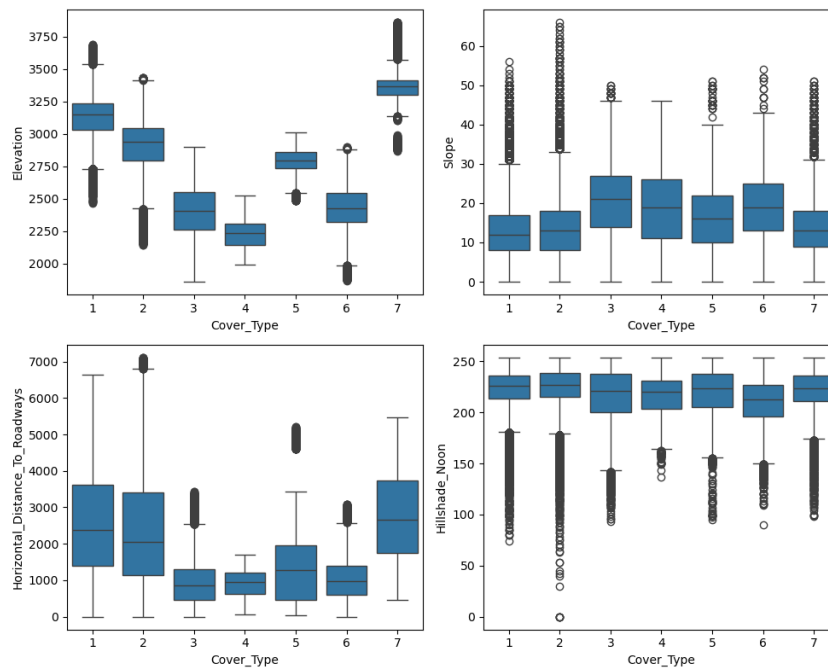 3750
3500
3250
3000
2750
2500
2250
2000
Elevation
1 2 3 4 5 6 7
Cover_Type
60
50
40
30
20
10
0
Slope
1 2 3 4 5 6 7
Cover_Type
7000
6000
5000
4000
3000
2000
1000
0
Horizontal_Distance_To_Roadways
1 2 3 4 5 6 7
Cover_Type
250
200
150
100
50
0
Hillshade_Noon
1 2 3 4 5 6 7
Cover_Type